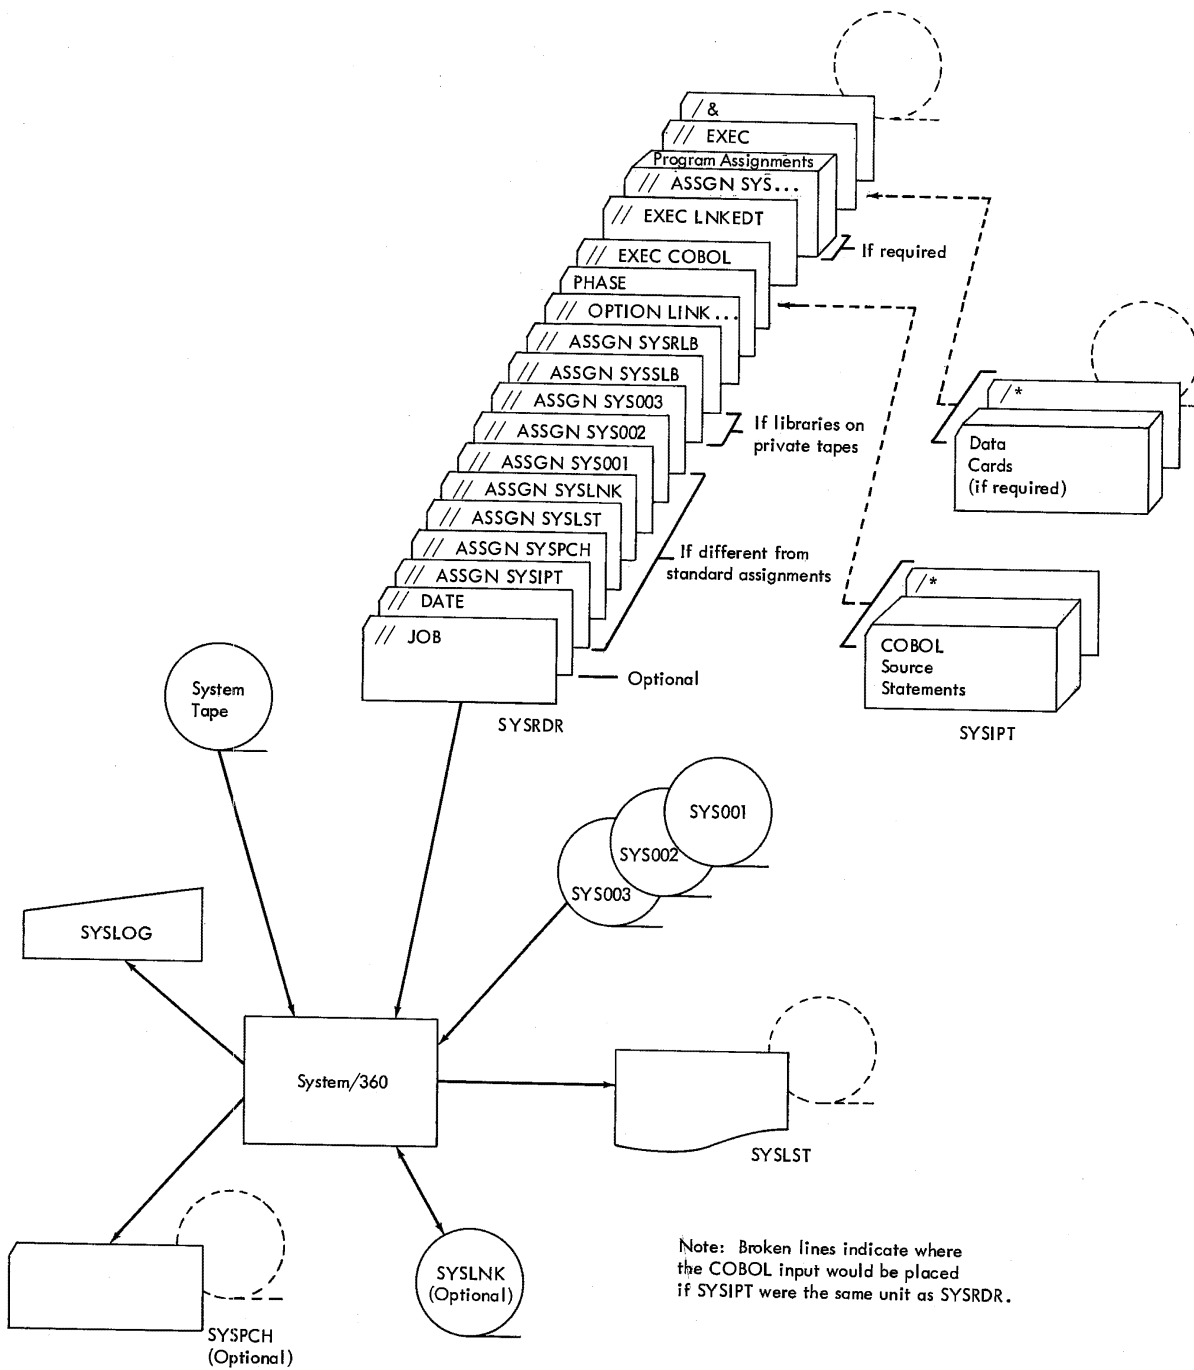 / &
// EXEC
Program Assignments
// ASSGN SYS...
// EXEC LNKEDT
If required
// EXEC COBOL
PHASE
// OPTION LINK ...
// ASSGN SYSRLB
// ASSGN SYSSLB
// ASSGN SYS003
// ASSGN SYS002
If libraries on
private tapes
// ASSGN SYS001
// ASSGN SYSLNK
// ASSGN SYSLST
// ASSGN SYSPCH
// ASSGN SYSIPT
If different from
standard assignments
// DATE
// JOB
Optional
SYSRDR
/ *
Data
Cards
(if required)
/ *
COBOL
Source
Statements
SYSIPT
System
Tape
SYS001
SYS002
SYS003
SYSLOG
System/360
SYSLST
SYSLNK
(Optional)
SYSPCH
(Optional)
Note: Broken lines indicate where
the COBOL input would be placed
if SYSIPT were the same unit as SYSRDR.